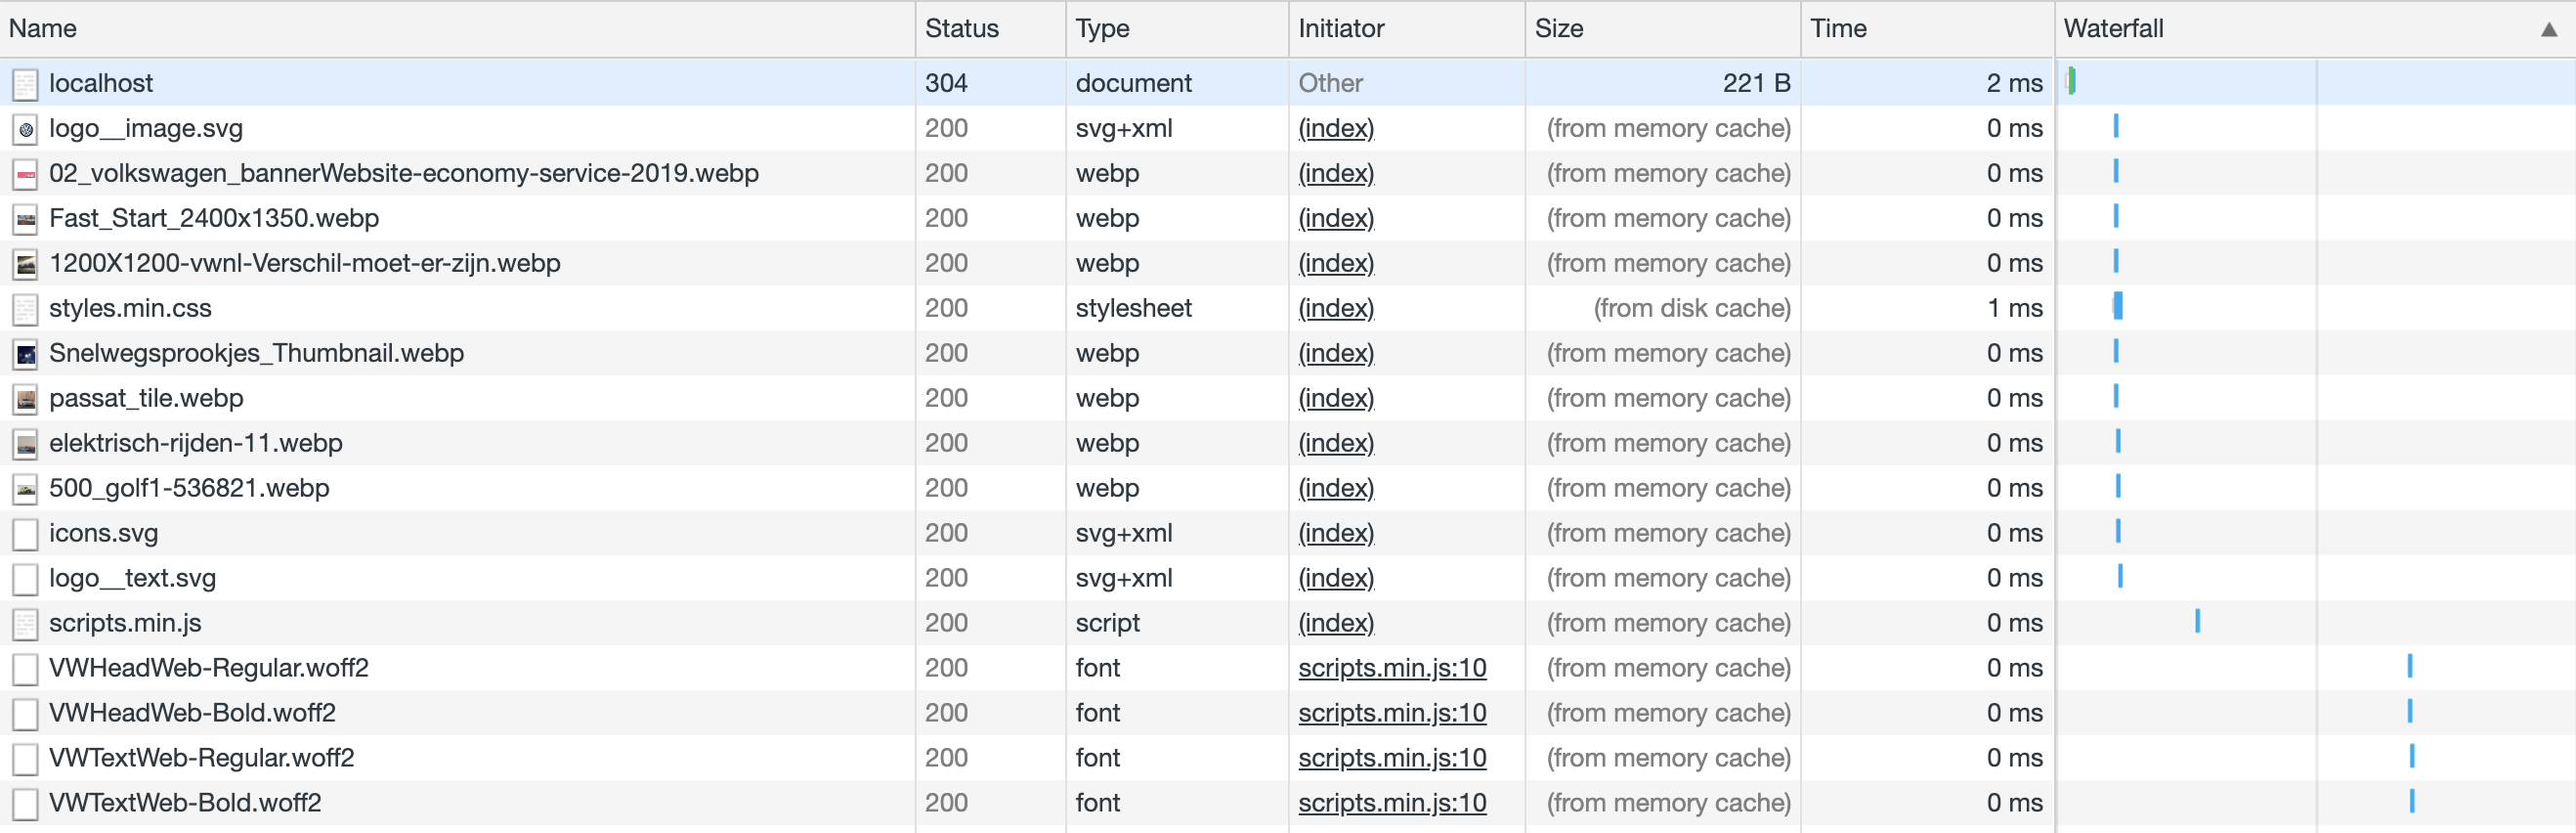 Name Status Type Initiator Size Time Waterfall ▲
localhost 304 document Other 221 B 2 ms
logo__image.svg 200 svg+xml (index) (from memory cache) 0 ms
02_volkswagen_bannerWebsite-economy-service-2019.webp 200 webp (index) (from memory cache) 0 ms
Fast_Start_2400x1350.webp 200 webp (index) (from memory cache) 0 ms
1200X1200-vwnl-Verschil-moet-er-zijn.webp 200 webp (index) (from memory cache) 0 ms
styles.min.css 200 stylesheet (index) (from disk cache) 1 ms
Snelwegsprookjes_Thumbnail.webp 200 webp (index) (from memory cache) 0 ms
passat_tile.webp 200 webp (index) (from memory cache) 0 ms
elektrisch-rijden-11.webp 200 webp (index) (from memory cache) 0 ms
500_golf1-536821.webp 200 webp (index) (from memory cache) 0 ms
icons.svg 200 svg+xml (index) (from memory cache) 0 ms
logo__text.svg 200 svg+xml (index) (from memory cache) 0 ms
scripts.min.js 200 script (index) (from memory cache) 0 ms
VWHeadWeb-Regular.woff2 200 font scripts.min.js:10 (from memory cache) 0 ms
VWHeadWeb-Bold.woff2 200 font scripts.min.js:10 (from memory cache) 0 ms
VWTextWeb-Regular.woff2 200 font scripts.min.js:10 (from memory cache) 0 ms
VWTextWeb-Bold.woff2 200 font scripts.min.js:10 (from memory cache) 0 ms